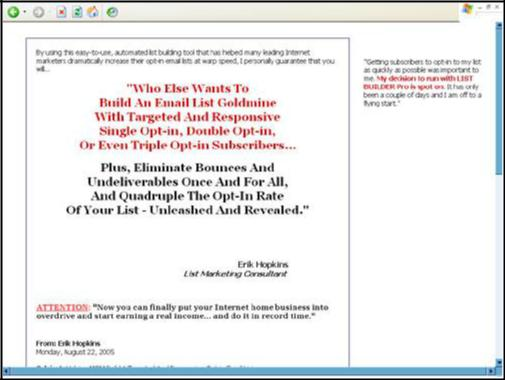 By using this easy-to-use, automated list building tool that has helped many leading Internet
marketers dramatically increase their opt-in email lists at warp speed, I personally guarantee that you
will...
"Who Else Wants To
Build An Email List Goldmine
With Targeted And Responsive
Single Opt-in, Double Opt-in,
Or Even Triple Opt-in Subscribers...
Plus, Eliminate Bounces And
Undeliverables Once And For All,
And Quadruple The Opt-In Rate
Of Your List - Unleashed And Revealed."
Erik Hopkins
List Marketing Consultant
ATTENTION: "Now you can finally put your Internet home business into
overdrive and start earning a real income... and do it in record time."
From: Erik Hopkins
Monday, August 22, 2005
"Getting subscribers to opt-in to my list
as quickly as possible was important to
me. My decision to run with LIST
BUILDER Pro is spot on. It has only
been a couple of days and I am off to a
flying start."